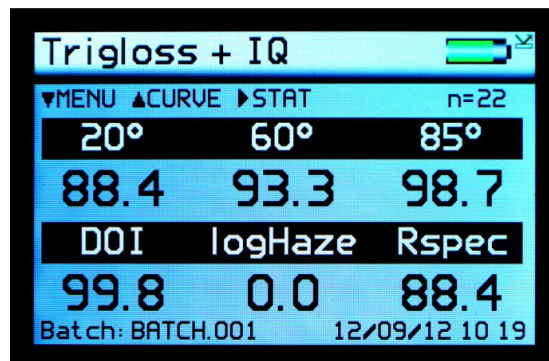 Trigloss + IQ
▼MENU ▲CURVE ▶STAT n=22
20° 60° 85°
88.4 93.3 98.7
DOI logHaze Rspec
99.8 0.0 88.4
Batch: BATCH.001 12/09/12 10 19